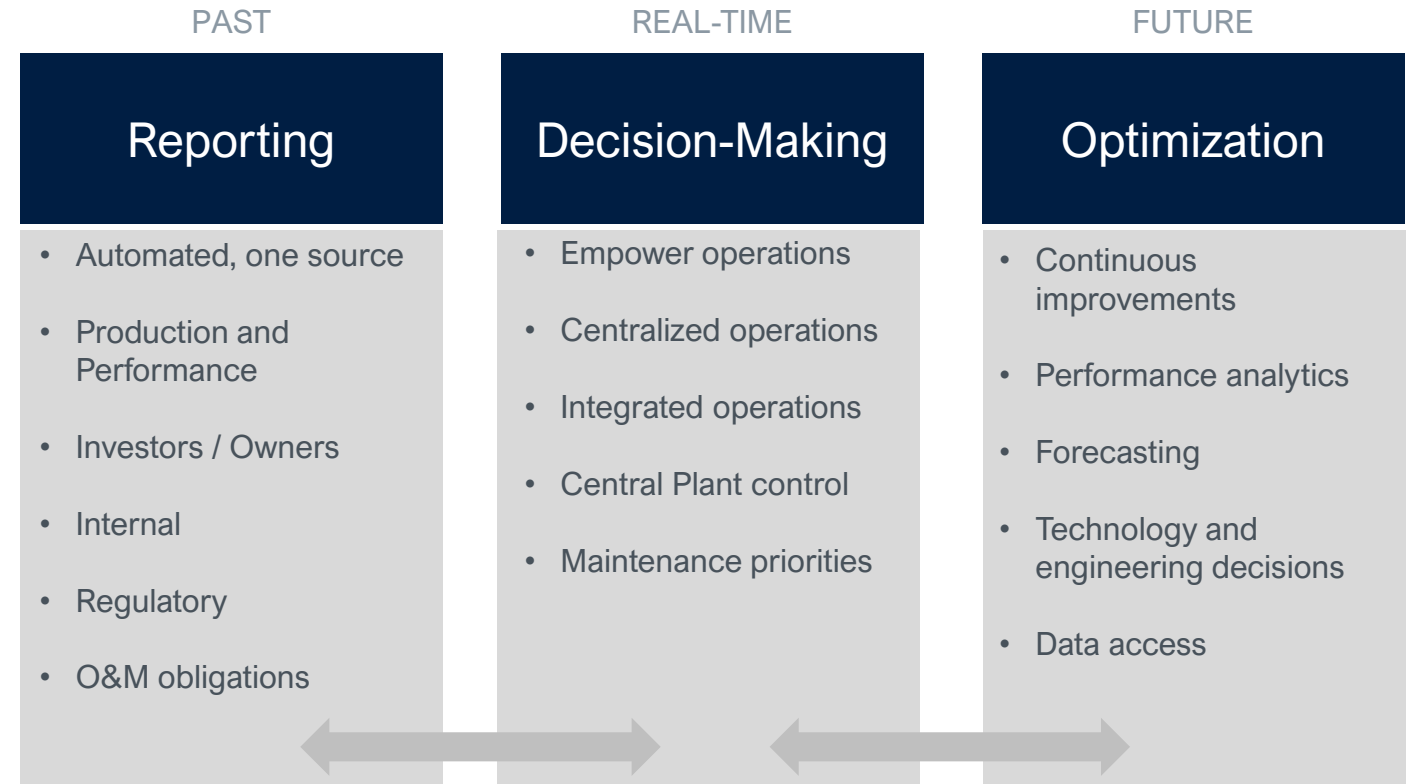 PAST
Reporting
• Automated, one source
• Production and
Performance
• Investors / Owners
• Internal
• Regulatory
• O&M obligations
REAL-TIME
Decision-Making
• Empower operations
• Centralized operations
• Integrated operations
• Central Plant control
• Maintenance priorities
FUTURE
Optimization
• Continuous
improvements
• Performance analytics
• Forecasting
• Technology and
engineering decisions
• Data access